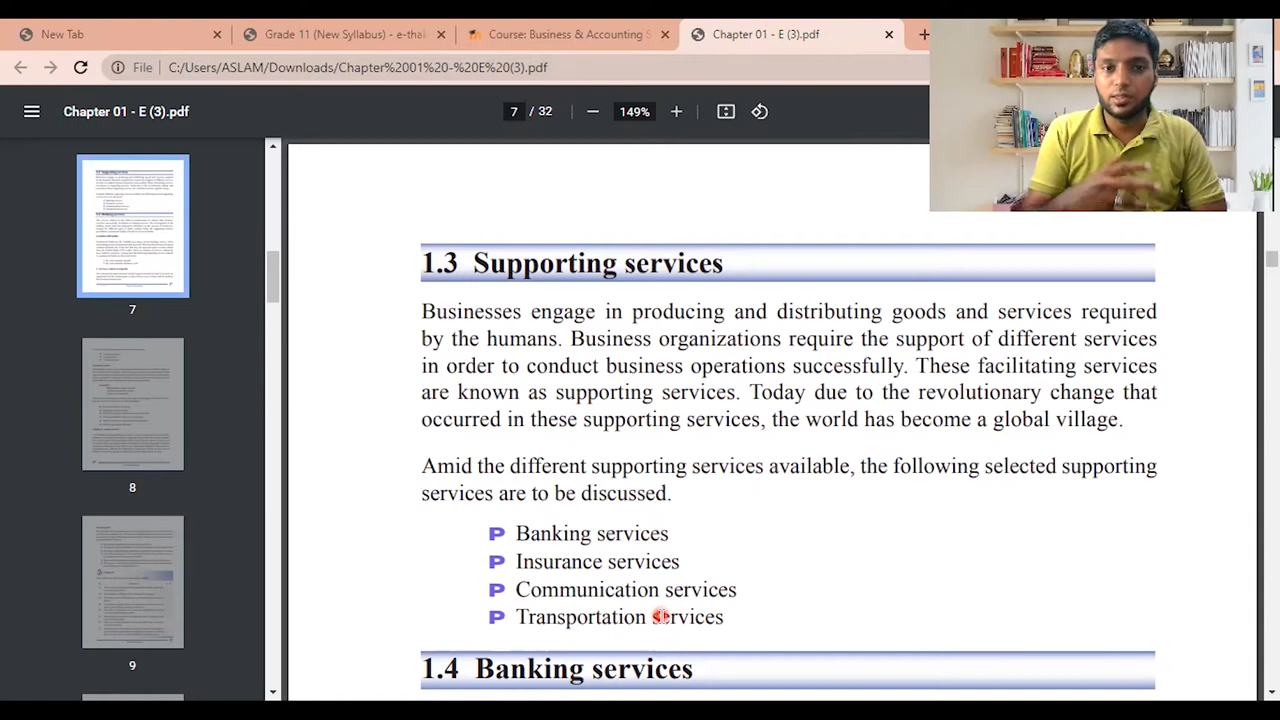 New Tab
Grade 11 (New Syllabus) - e-tha
Course: Business & Accounting S
Chapter 01 - E (3).pdf
File
C:/Users/ASLAM/Downloads/Chapter%2001%20-%20E%20(3).pdf
Chapter 01 - E (3).pdf
7 / 32
149%
7
8
9
1.3 Supporting services
Businesses engage in producing and distributing goods and services required
by the humans. Business organizations require the support of different services
in order to conduct business operations successfully. These facilitating services
are known as supporting services. Today due to the revolutionary change that
occurred in these supporting services, the world has become a global village.
Amid the different supporting services available, the following selected supporting
services are to be discussed.
P Banking services
P Insurance services
P Communication services
P Transportation services
1.4 Banking services